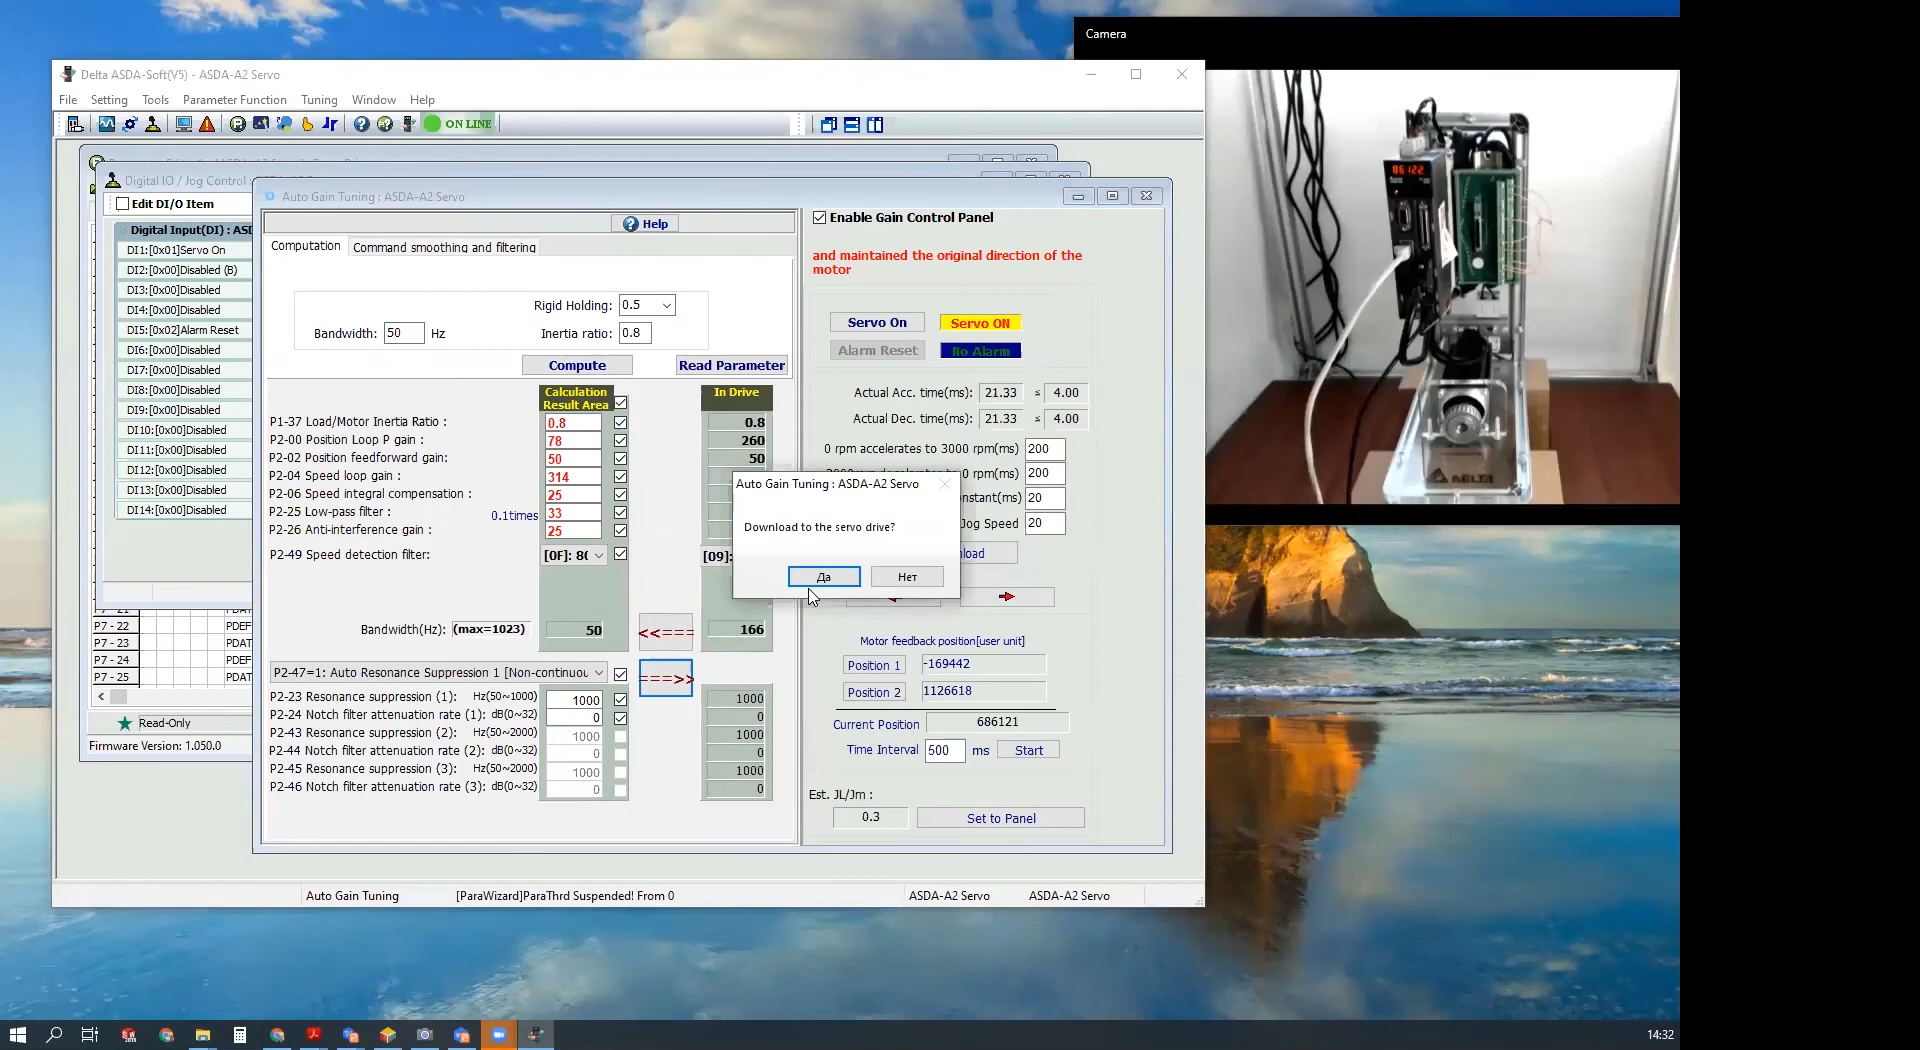 Camera
Delta ASDA-Soft(V5) - ASDA-A2 Servo
File Setting Tools Parameter Function Tuning Window Help
ON LINE
Digital IO / Jog Control :
Auto Gain Tuning : ASDA-A2 Servo
Edit DI/O Item
Digital Input(DI) : ASD
DI1:[0x01]Servo On
DI2:[0x00]Disabled (B)
DI3:[0x00]Disabled
DI4:[0x00]Disabled
DI5:[0x02]Alarm Reset
DI6:[0x00]Disabled
DI7:[0x00]Disabled
DI8:[0x00]Disabled
DI9:[0x00]Disabled
DI10:[0x00]Disabled
DI11:[0x00]Disabled
DI12:[0x00]Disabled
DI13:[0x00]Disabled
DI14:[0x00]Disabled
P7 - 22 PDEF
P7 - 23 PDAT
P7 - 24 PDEF
P7 - 25 PDAT
Read-Only
Firmware Version: 1.050.0
Help
Computation Command smoothing and filtering
Rigid Holding: 0.5
Bandwidth: 50 Hz Inertia ratio: 0.8
Compute Read Parameter
Calculation
Result Area
In Drive
P1-37 Load/Motor Inertia Ratio : 0.8 0.8
P2-00 Position Loop P gain : 78 260
P2-02 Position feedforward gain: 50 50
P2-04 Speed loop gain : 314
P2-06 Speed integral compensation : 25
P2-25 Low-pass filter : 0.1times 33
P2-26 Anti-interference gain : 25
P2-49 Speed detection filter: [0F]: 8( [09]:
Bandwidth(Hz): (max=1023) 50 <<=== 166
P2-47=1: Auto Resonance Suppression 1 [Non-continuou ===>>
P2-23 Resonance suppression (1): Hz(50~1000) 1000 1000
P2-24 Notch filter attenuation rate (1): dB(0~32) 0 0
P2-43 Resonance suppression (2): Hz(50~2000) 1000 1000
P2-44 Notch filter attenuation rate (2): dB(0~32) 0 0
P2-45 Resonance suppression (3): Hz(50~2000) 1000 1000
P2-46 Notch filter attenuation rate (3): dB(0~32) 0 0
Auto Gain Tuning : ASDA-A2 Servo
Download to the servo drive?
Да Нет
Enable Gain Control Panel
and maintained the original direction of the
motor
Servo On Servo ON
Alarm Reset No Alarm
Actual Acc. time(ms): 21.33 ≤ 4.00
Actual Dec. time(ms): 21.33 ≤ 4.00
0 rpm accelerates to 3000 rpm(ms) 200
0 rpm(ms) 200
nstant(ms) 20
Jog Speed 20
load
Motor feedback position[user unit]
Position 1 -169442
Position 2 1126618
Current Position 686121
Time Interval 500 ms Start
Est. JL/Jm :
0.3 Set to Panel
Auto Gain Tuning [ParaWizard]ParaThrd Suspended! From 0 ASDA-A2 Servo ASDA-A2 Servo
86122
DELTA
14:32